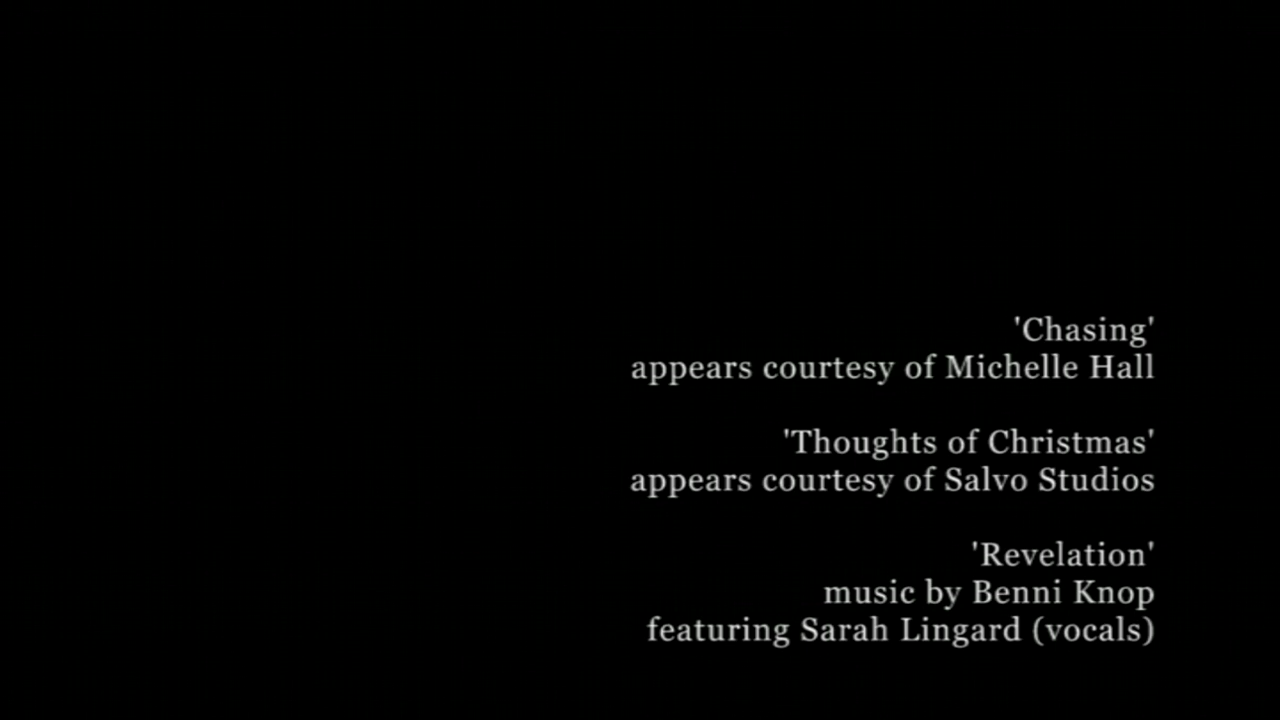 'Chasing'
appears courtesy of Michelle Hall
'Thoughts of Christmas'
appears courtesy of Salvo Studios
'Revelation'
music by Benni Knop
featuring Sarah Lingard (vocals)